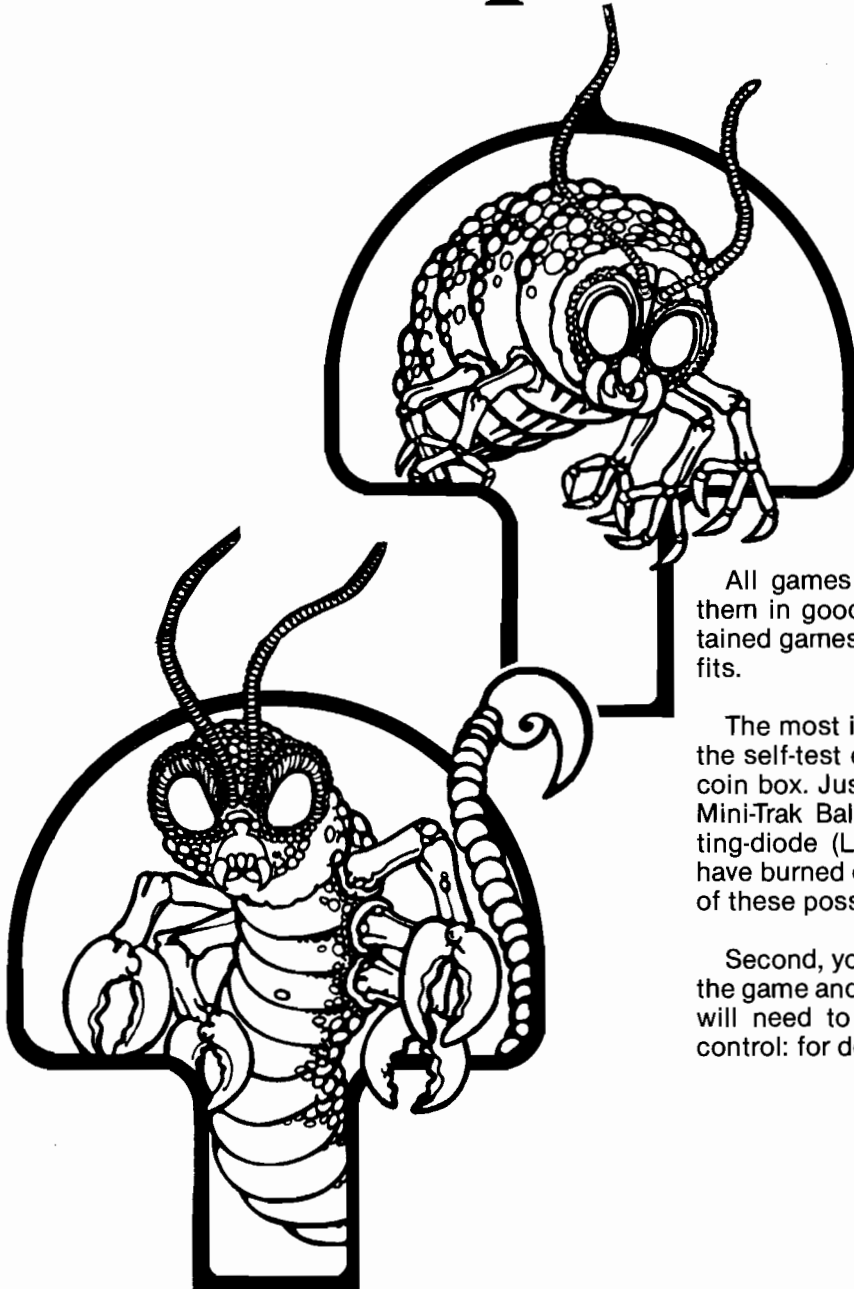 All games
them in good
tained games
fits.
The most i
the self-test
coin box. Jus
Mini-Trak Bal
ting-diode (L
have burned
of these poss
Second, yo
the game and
will need to
control: for d